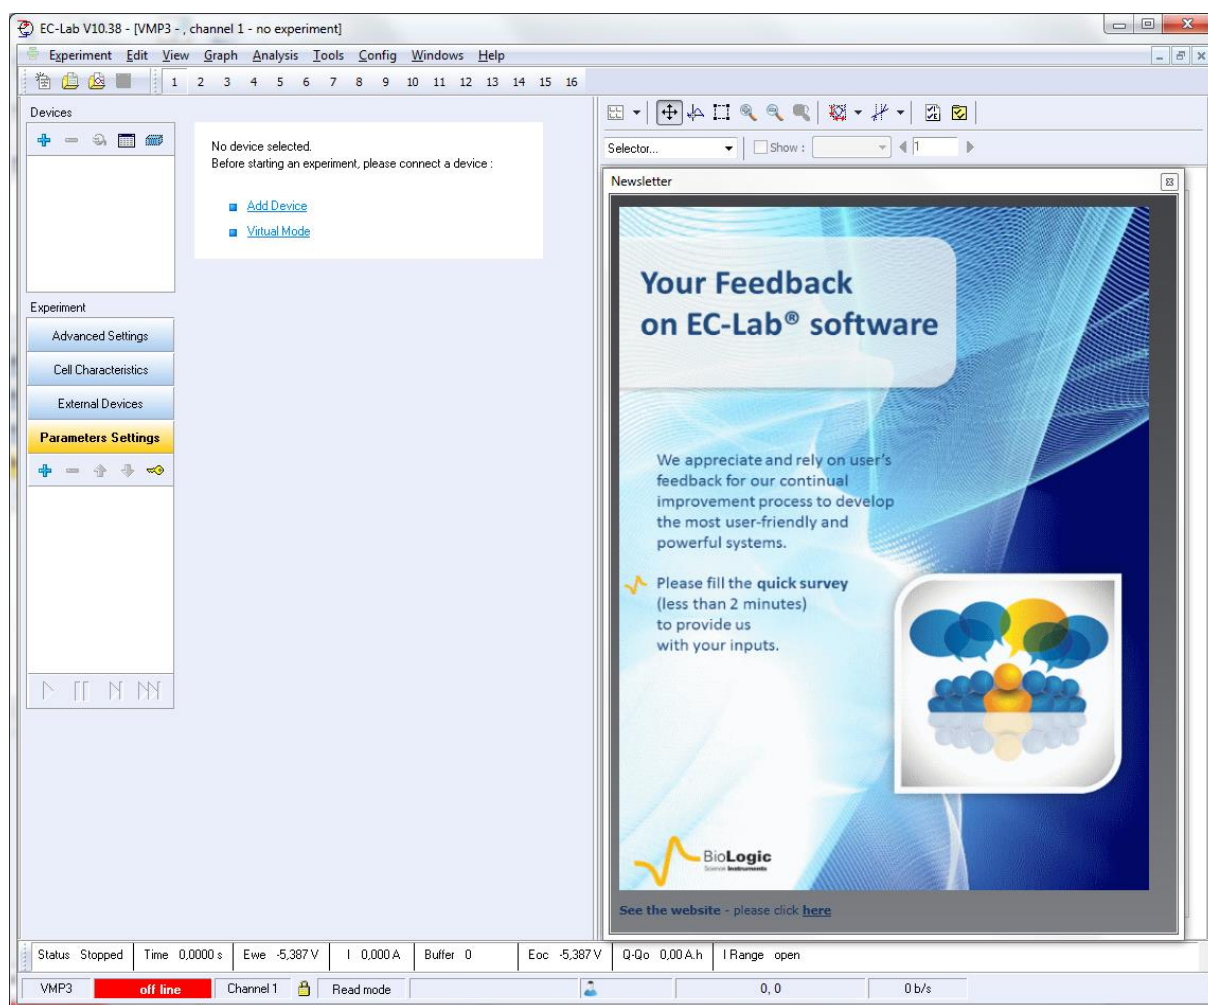 EC-Lab V10.38 - [VMP3 - , channel 1 - no experiment]
Experiment Edit View Graph Analysis Tools Config Windows Help
1 2 3 4 5 6 7 8 9 10 11 12 13 14 15 16
Devices
No device selected.
Before starting an experiment, please connect a device :
Add Device
Virtual Mode
Experiment
Advanced Settings
Cell Characteristics
External Devices
Parameters Settings
Selector...
Show :
1
Newsletter
Your Feedback
on EC-Lab® software
We appreciate and rely on user's
feedback for our continual
improvement process to develop
the most user-friendly and
powerful systems.
Please fill the quick survey
(less than 2 minutes)
to provide us
with your inputs.
BioLogic
Science Instruments
See the website - please click here
Status Stopped Time 0,0000 s Ewe -5,387 V I 0,000 A Buffer 0 Eoc -5,387 V Q-Qo 0,00 A.h I Range open
VMP3 off line Channel 1 Read mode 0, 0 0 b/s